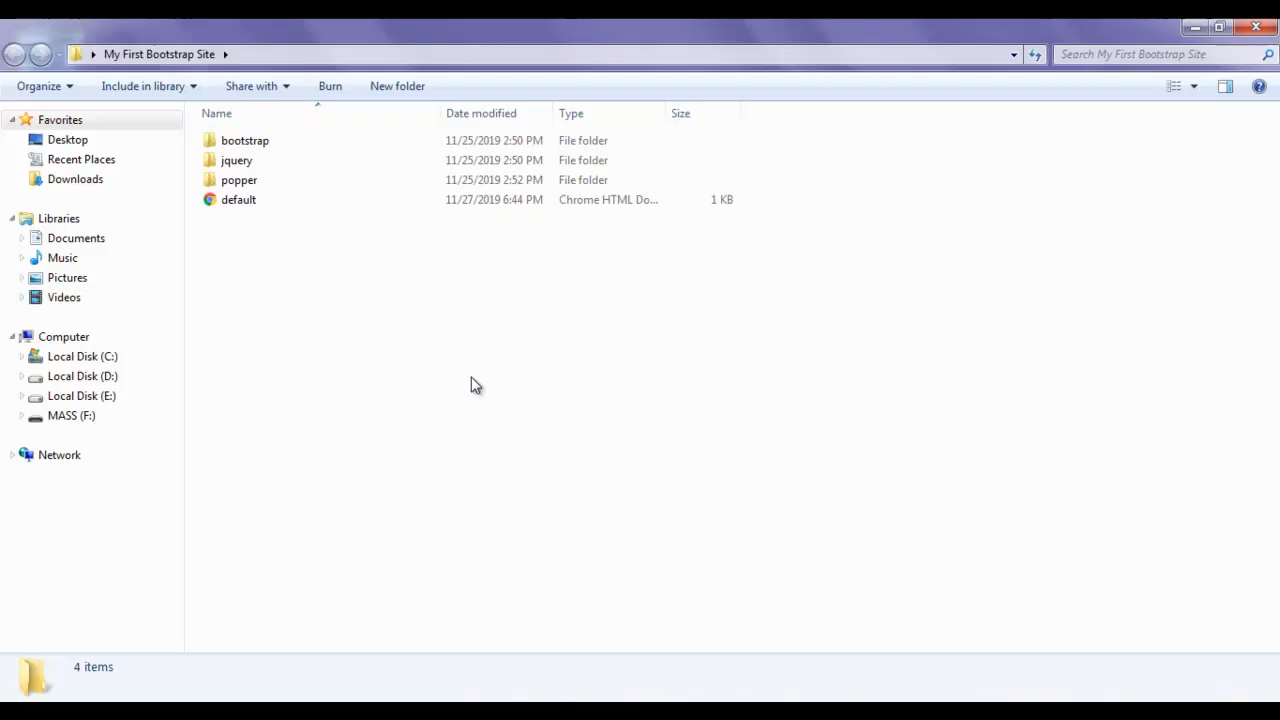 My First Bootstrap Site
Search My First Bootstrap Site
Organize Include in library Share with Burn New folder
Favorites
Desktop
Recent Places
Downloads
Libraries
Documents
Music
Pictures
Videos
Computer
Local Disk (C:)
Local Disk (D:)
Local Disk (E:)
MASS (F:)
Network
Name Date modified Type Size
bootstrap 11/25/2019 2:50 PM File folder
jquery 11/25/2019 2:50 PM File folder
popper 11/25/2019 2:52 PM File folder
default 11/27/2019 6:44 PM Chrome HTML Do... 1 KB
4 items